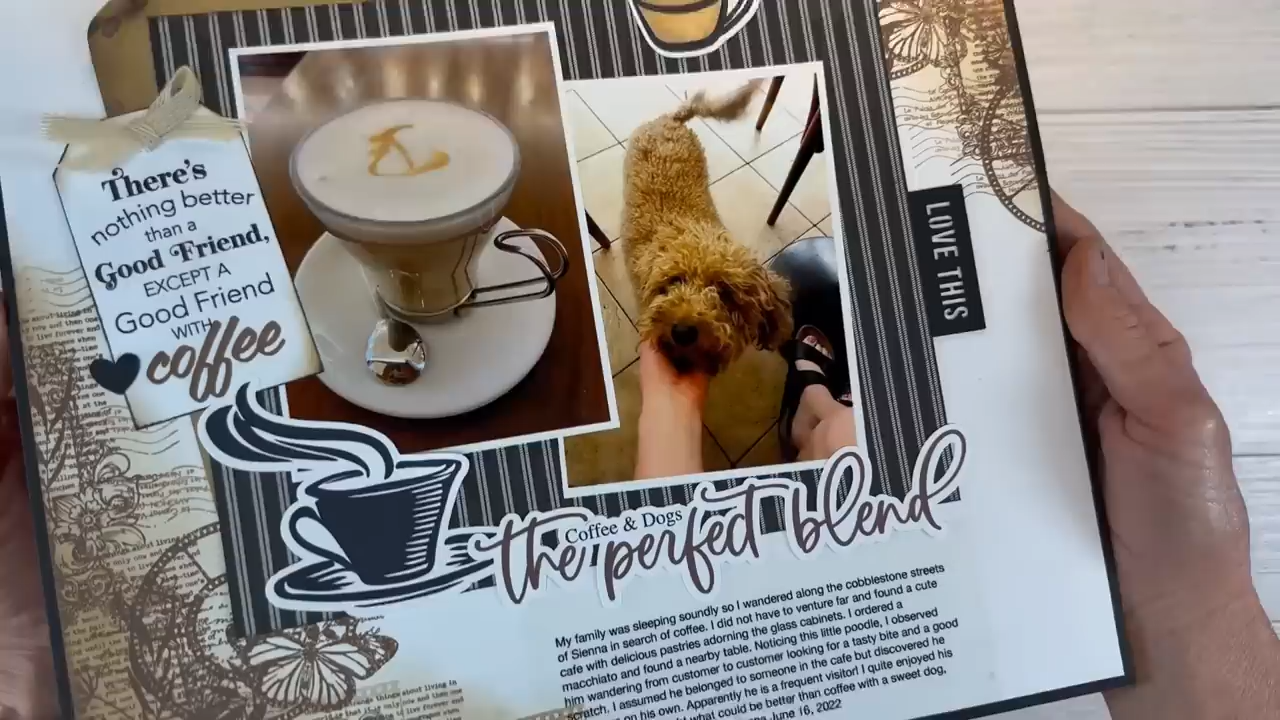 There's
nothing better
than a
Good Friend,
EXCEPT A
Good Friend
WITH
coffee
LOVE THIS
Coffee & Dogs
the perfect blend
My family was sleeping soundly so I wandered along the cobblestone streets
of Sienna in search of coffee. I did not have to venture far and found a cute
cafe with delicious pastries adorning the glass cabinets. I ordered a
macchiato and found a nearby table. Noticing this little poodle, I observed
him wandering from customer to customer looking for a tasty bite and a good
scratch. I assumed he belonged to someone in the cafe but discovered he
on his own. Apparently he is a frequent visitor! I quite enjoyed his
what could be better than coffee with a sweet dog,
June 16, 2022